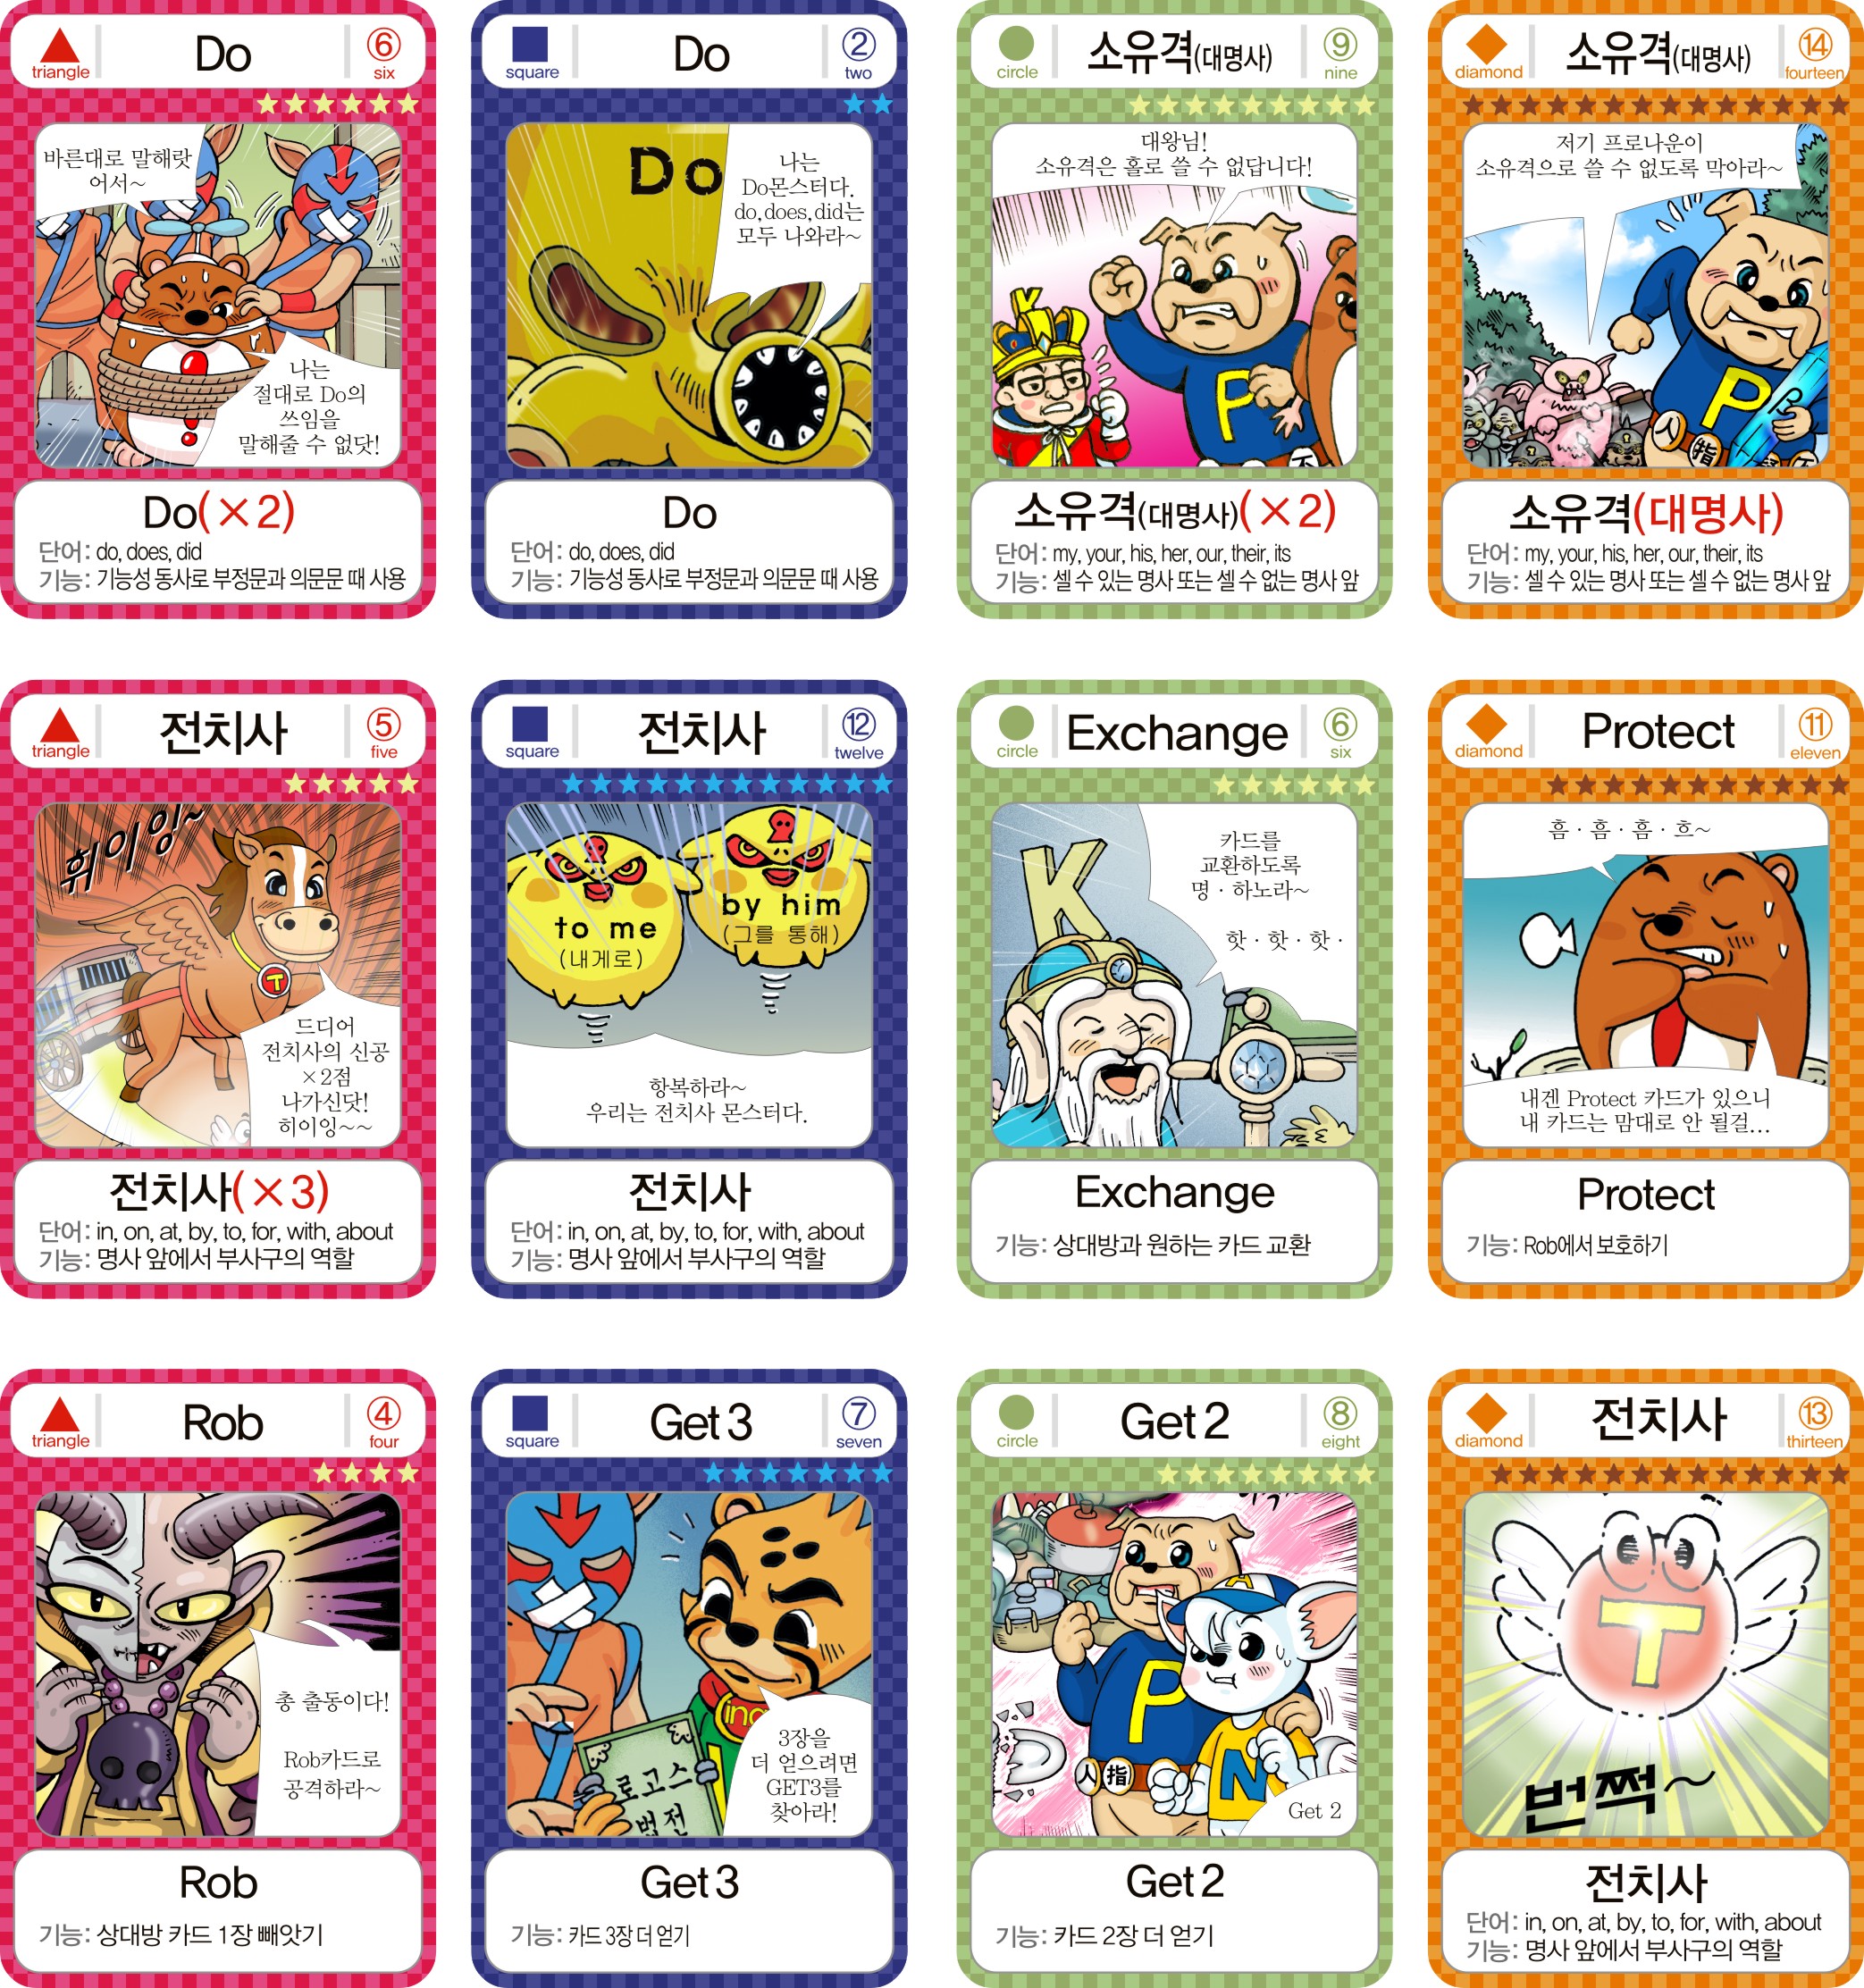 triangle
Do
⑥
six
바른대로 말해랏
어서~
나는
절대로 Do의
쓰임을
말해줄 수 없닷!
Do(×2)
단어: do, does, did
기능: 기능성 동사로 부정문과 의문문 때 사용
square
Do
②
two
Do
나는
Do몬스터다.
do,does,did는
모두 나와라~
Do
단어: do, does, did
기능: 기능성 동사로 부정문과 의문문 때 사용
circle
소유격(대명사)
⑨
nine
대왕님!
소유격은 홀로 쓸 수 없답니다!
P
소유격(대명사)(×2)
단어: my, your, his, her, our, their, its
기능: 셀 수 있는 명사 또는 셀 수 없는 명사 앞
diamond
소유격(대명사)
⑭
fourteen
저기 프로나운이
소유격으로 쓸 수 없도록 막아라~
P
P
人 指
소유격(대명사)
단어: my, your, his, her, our, their, its
기능: 셀 수 있는 명사 또는 셀 수 없는 명사 앞
triangle
전치사
⑤
five
휘이잉~
T
드디어
전치사의 신공
×2점
나가신닷!
히이잉~~
전치사(×3)
단어: in, on, at, by, to, for, with, about
기능: 명사 앞에서 부사구의 역할
square
전치사
⑫
twelve
to me
(내게로)
by him
(그를 통해)
항복하라~
우리는 전치사 몬스터다.
전치사
단어: in, on, at, by, to, for, with, about
기능: 명사 앞에서 부사구의 역할
circle
Exchange
⑥
six
K
카드를
교환하도록
명·하노라~
핫·핫·핫·
Exchange
기능: 상대방과 원하는 카드 교환
diamond
Protect
⑪
eleven
흠·흠·흠·흐~
내겐 Protect 카드가 있으니
내 카드는 맘대로 안 될걸...
Protect
기능: Rob에서 보호하기
triangle
Rob
④
four
총 출동이다!
Rob카드로
공격하라~
Rob
기능: 상대방 카드 1장 빼앗기
square
Get 3
⑦
seven
ing
로고스
법전
3장을
더 얻으려면
GET3를
찾아라!
Get 3
기능: 카드 3장 더 얻기
circle
Get 2
⑧
eight
A
P
N
人 指
Get 2
Get 2
기능: 카드 2장 더 얻기
diamond
전치사
⑬
thirteen
T
번쩍~
전치사
단어: in, on, at, by, to, for, with, about
기능: 명사 앞에서 부사구의 역할